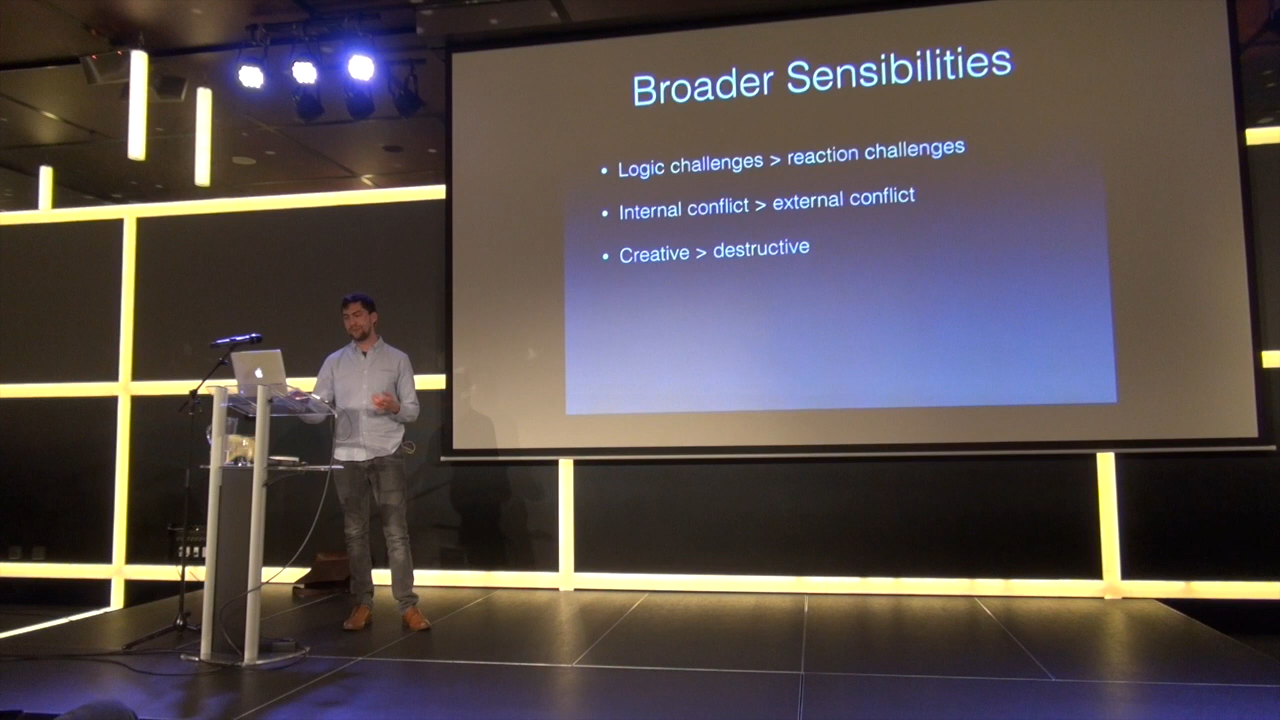 Broader Sensibilities
• Logic challenges > reaction challenges
• Internal conflict > external conflict
• Creative > destructive